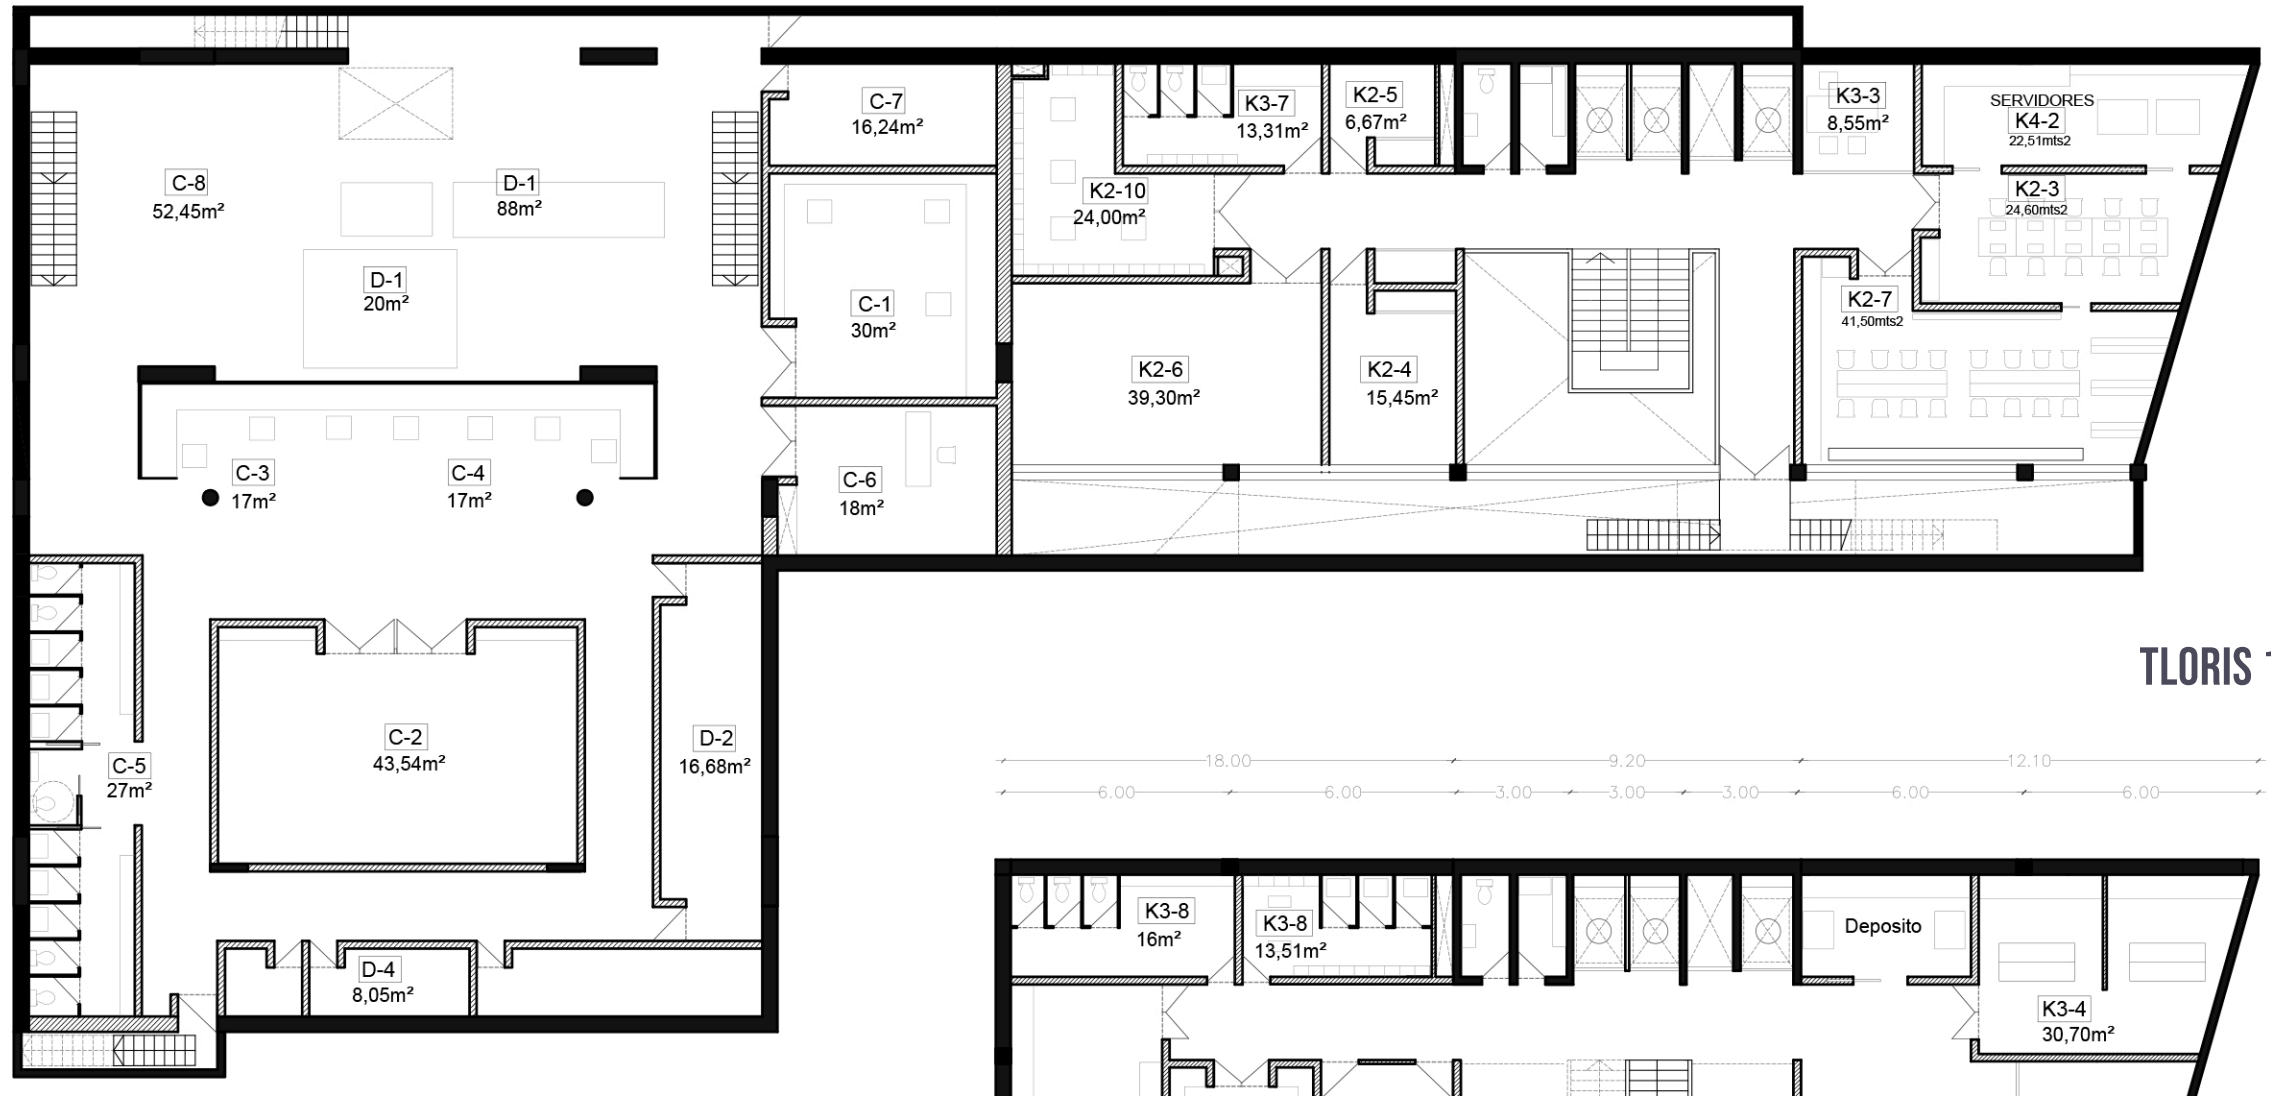 C-7
16,24m²
K3-7
13,31m²
K2-5
6,67m²
K3-3
8,55m²
SERVIDORES
K4-2
22,51mts2
C-8
52,45m²
D-1
88m²
K2-10
24,00m²
K2-3
24,60mts2
D-1
20m²
C-1
30m²
K2-7
41,50mts2
K2-6
39,30m²
K2-4
15,45m²
C-3
17m²
C-4
17m²
C-6
18m²
TLORIS
C-2
43,54m²
D-2
16,68m²
C-5
27m²
18.00 9.20 12.10
6.00 6.00 3.00 3.00 3.00 6.00 6.00
K3-8
16m²
K3-8
13,51m²
Deposito
D-4
8,05m²
K3-4
30,70m²